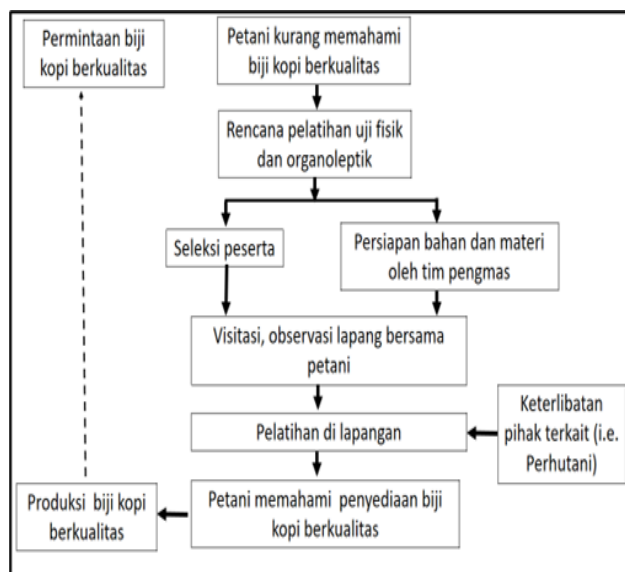 Permintaan biji
kopi berkualitas
Petani kurang memahami
biji kopi berkualitas
Rencana pelatihan uji fisik
dan organoleptik
Seleksi peserta
Persiapan bahan dan materi
oleh tim pengmas
Visitasi, observasi lapang bersama
petani
Pelatihan di lapangan
Keterlibatan
pihak terkait (i.e.
Perhutani)
Petani memahami penyediaan biji
kopi berkualitas
Produksi biji kopi
berkualitas